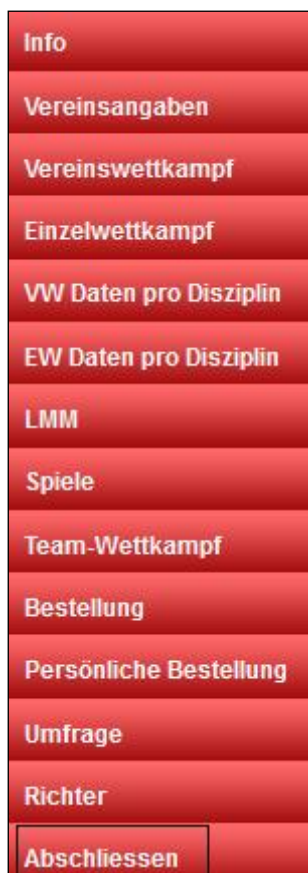 Info
Vereinsangaben
Vereinswettkampf
Einzelwettkampf
VW Daten pro Disziplin
EW Daten pro Disziplin
LMM
Spiele
Team-Wettkampf
Bestellung
Persönliche Bestellung
Umfrage
Richter
Abschliessen